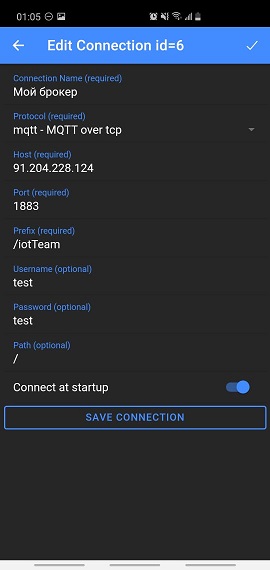 01:05
Edit Connection id=6
Connection Name (required)
Мой брокер
Protocol (required)
mqtt - MQTT over tcp
Host (required)
91.204.228.124
Port (required)
1883
Prefix (required)
/iotTeam
Username (optional)
test
Password (optional)
test
Path (optional)
/
Connect at startup
SAVE CONNECTION